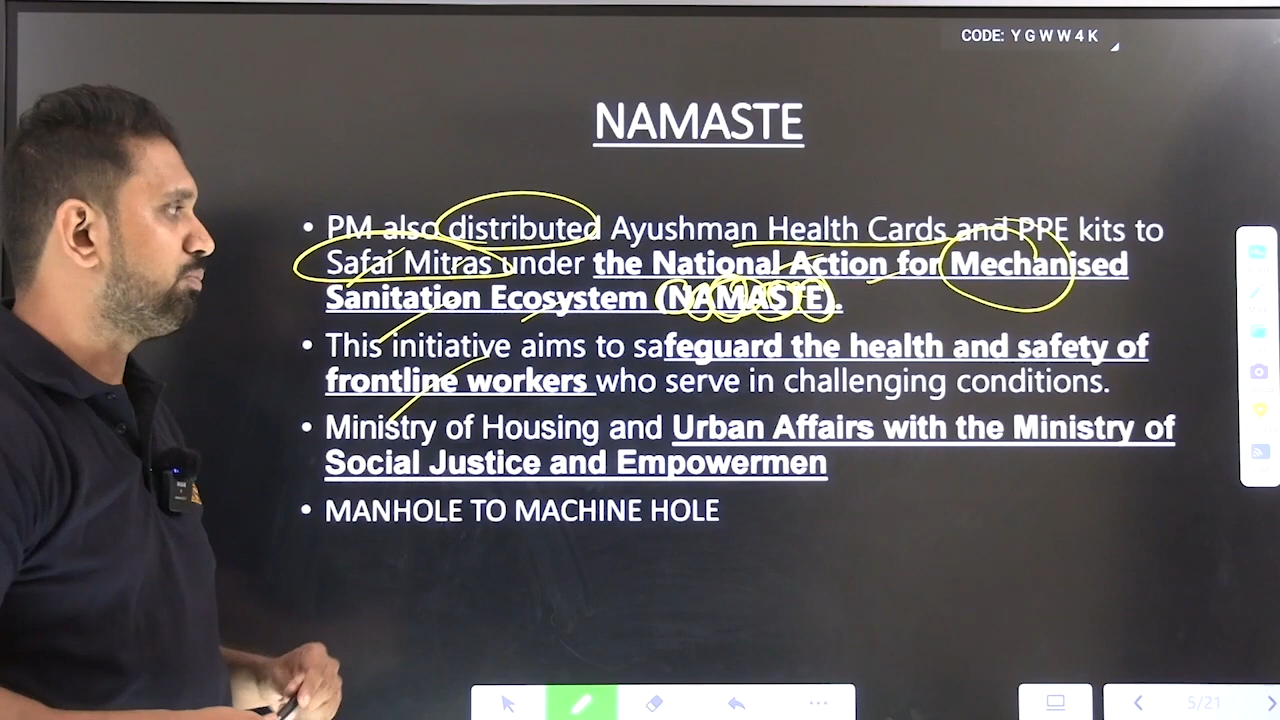 CODE: Y G W W 4 K
NAMASTE
• PM also distributed Ayushman Health Cards and PPE kits to
Safai Mitras under the National Action for Mechanised
Sanitation Ecosystem (NAMASTE).
• This initiative aims to safeguard the health and safety of
frontline workers who serve in challenging conditions.
• Ministry of Housing and Urban Affairs with the Ministry of
Social Justice and Empowermen
• MANHOLE TO MACHINE HOLE
5/21